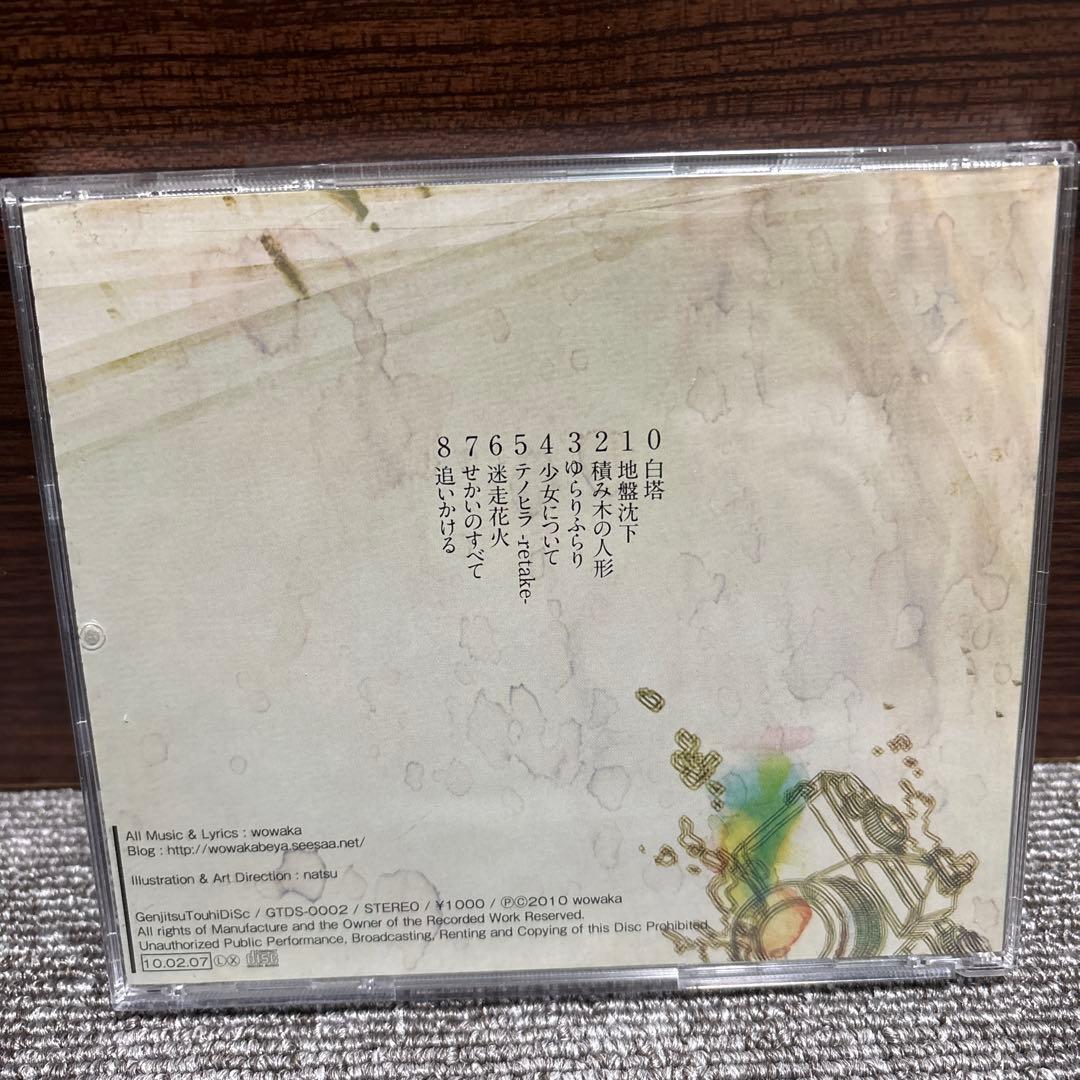 0 白塔
1 地盤沈下
2 積み木の人形
3 ゆらりふらり
4 少女について
5 テノヒラ -retake-
6 迷走花火
7 せかいのすべて
8 追いかける
All Music & Lyrics : wowaka
Blog : http://wowakabeya.seesaa.net/
Illustration & Art Direction : natsu
GenjitsuTouhiDiSc / GTDS-0002 / STEREO / ¥1000 / ℗©2010 wowaka
All rights of Manufacture and the Owner of the Recorded Work Reserved.
Unauthorized Public Performance, Broadcasting, Renting and Copying of this Disc Prohibited.
10.02.07 Ⓛ Ⓧ disc